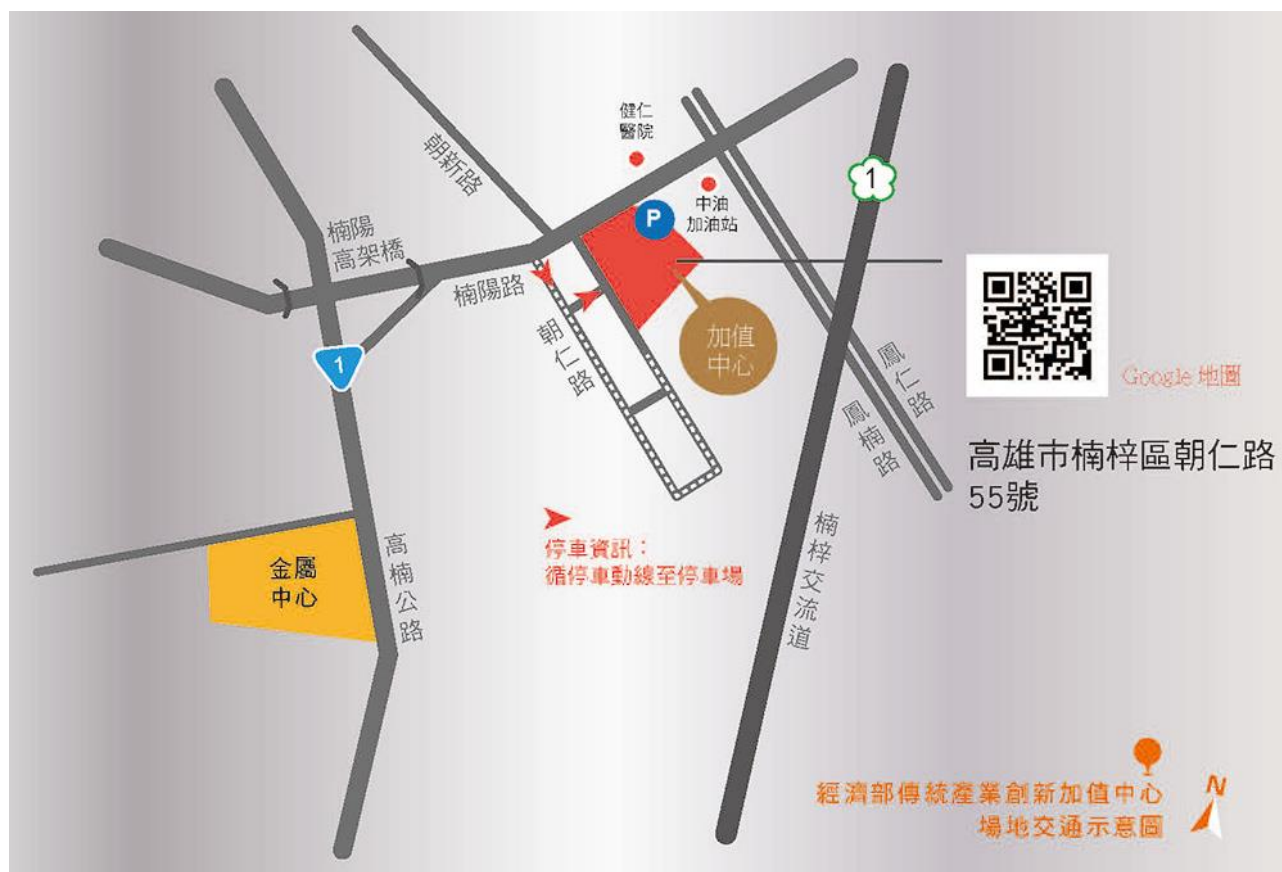 健仁
醫院
朝新路
1
P
中油
加油站
楠陽
高架橋
楠陽路
1
加值
中心
朝仁路
鳳仁路
鳳楠路
Google 地圖
高雄市楠梓區朝仁路
55號
停車資訊：
循停車動線至停車場
楠梓交流道
金屬
中心
高楠公路
經濟部傳統產業創新加值中心
場地交通示意圖
N